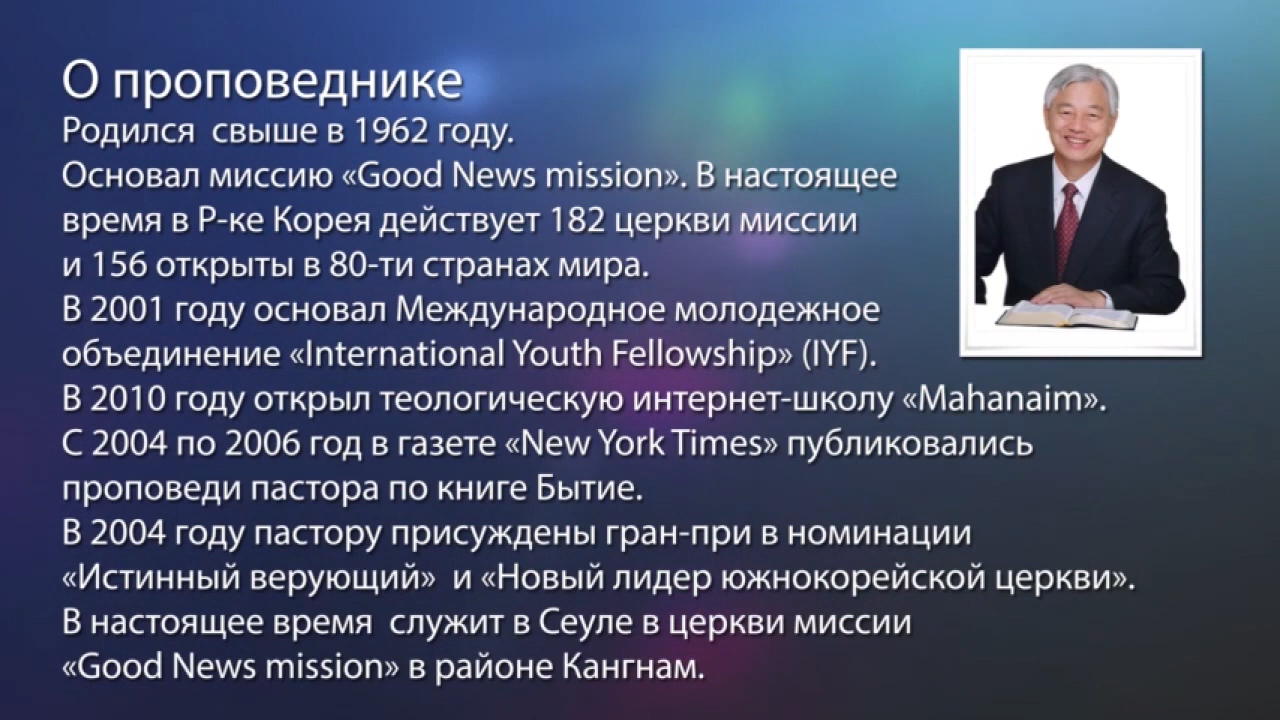 О проповеднике
Родился  свыше в 1962 году.
Основал миссию «Good News mission». В настоящее
время в Р-ке Корея действует 182 церкви миссии
и 156 открыты в 80-ти странах мира.
В 2001 году основал Международное молодежное
объединение «International Youth Fellowship» (IYF).
В 2010 году открыл теологическую интернет-школу «Mahanaim».
С 2004 по 2006 год в газете «New York Times» публиковались
проповеди пастора по книге Бытие.
В 2004 году пастору присуждены гран-при в номинации
«Истинный верующий»  и «Новый лидер южнокорейской церкви».
В настоящее время  служит в Сеуле в церкви миссии
«Good News mission» в районе Кангнам.